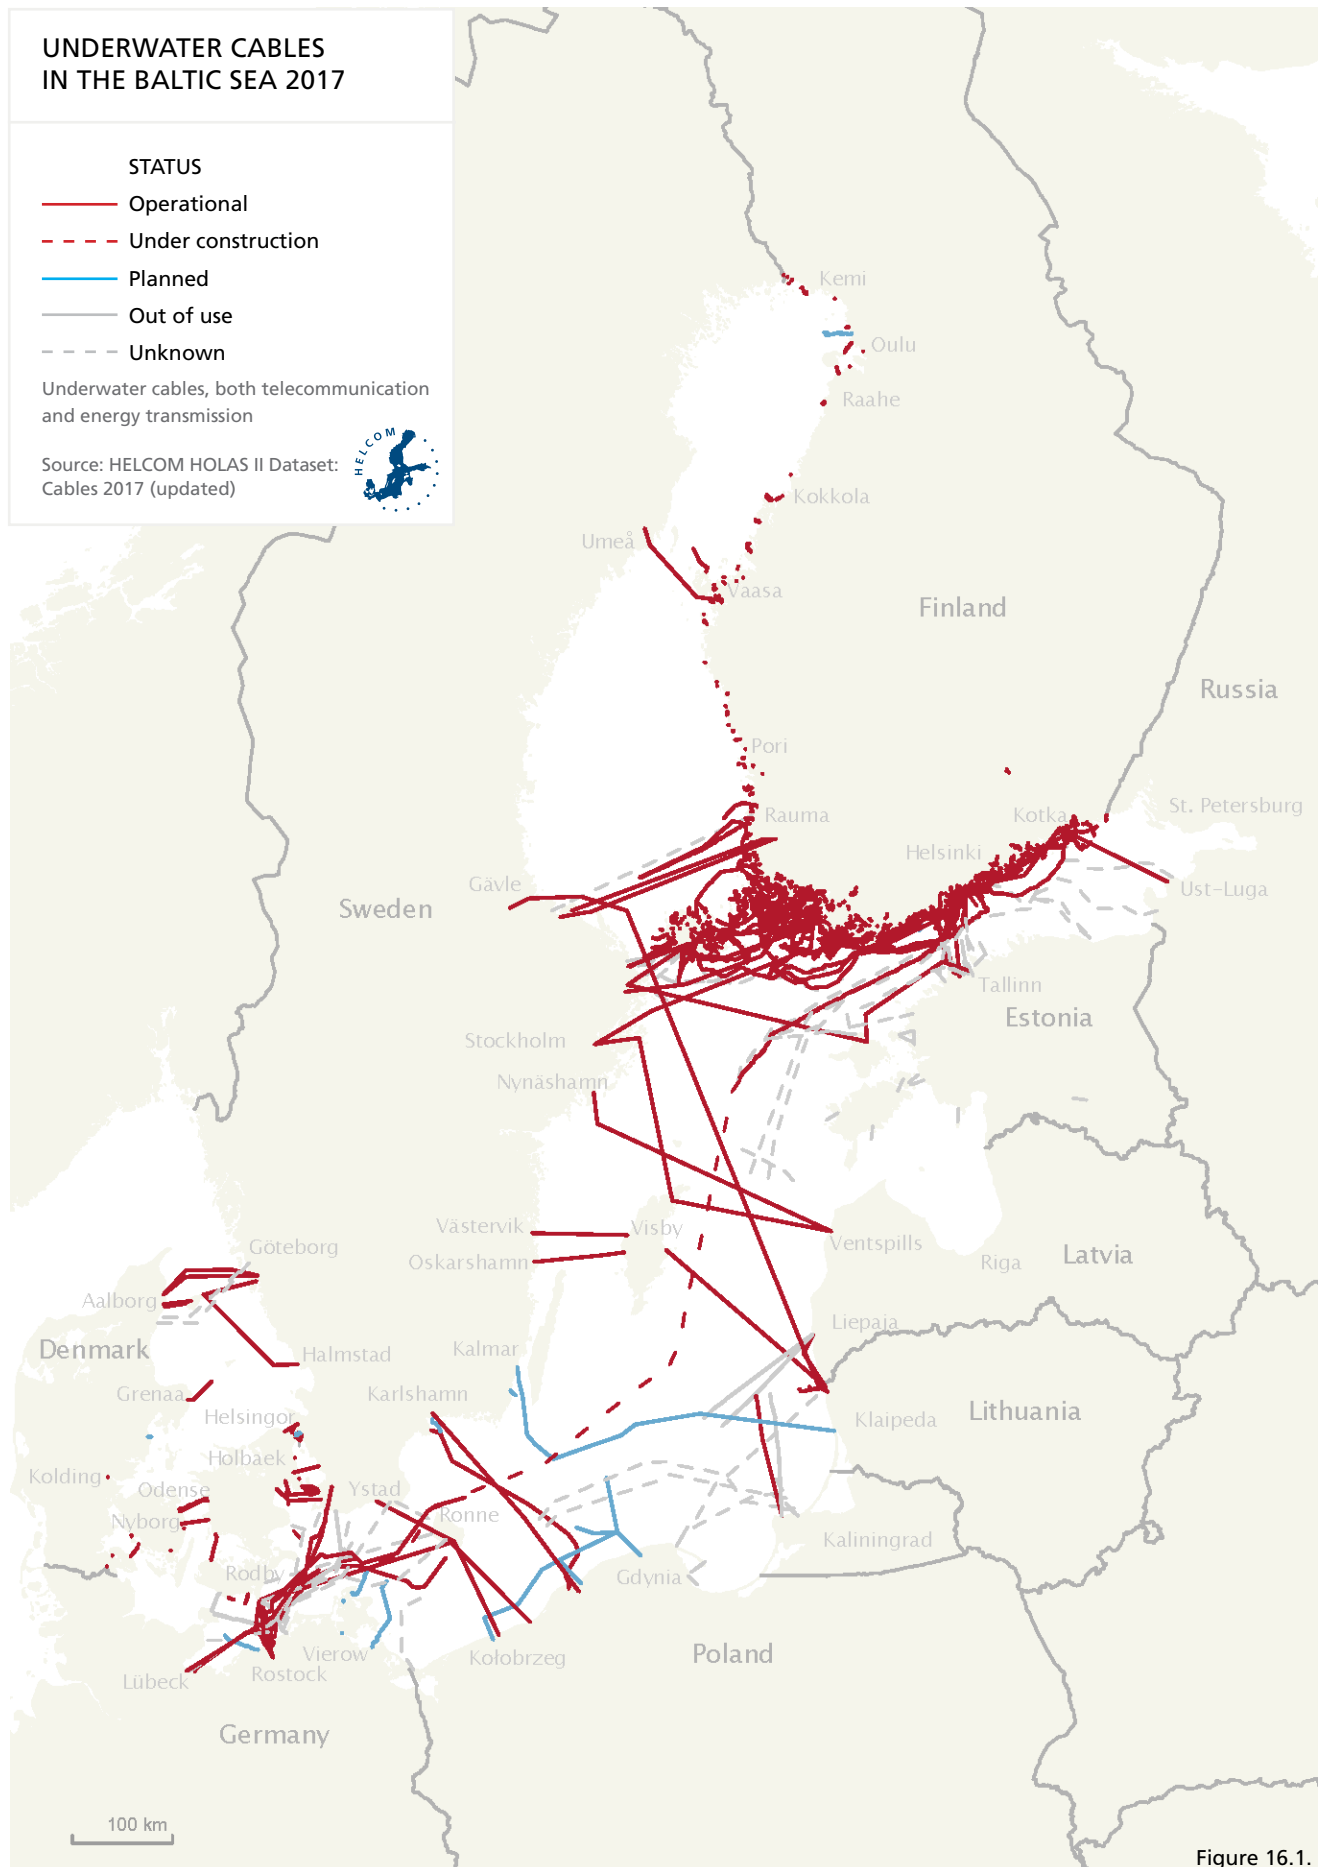 UNDERWATER CABLES
IN THE BALTIC SEA 2017
STATUS
Operational
Under construction
Planned
Out of use
Unknown
Underwater cables, both telecommunication
and energy transmission
Source: HELCOM HOLAS II Dataset:
Cables 2017 (updated)
HELCOM
Kemi
Oulu
Raahe
Kokkola
Umeå
Vaasa
Finland
Russia
Pori
Rauma
Kotka
St. Petersburg
Helsinki
Gävle
Ust-Luga
Sweden
Tallinn
Estonia
Stockholm
Nynäshamn
Västervik
Visby
Ventspills
Göteborg
Oskarshamn
Riga
Latvia
Aalborg
Liepaja
Denmark
Halmstad
Kalmar
Grenaa
Karlshamn
Helsingor
Klaipeda
Lithuania
Holbaek
Kolding
Odense
Ystad
Nyborg
Ronne
Kaliningrad
Rodby
Gdynia
Vierow
Kołobrzeg
Poland
Lübeck
Rostock
Germany
100 km
Figure 16.1.